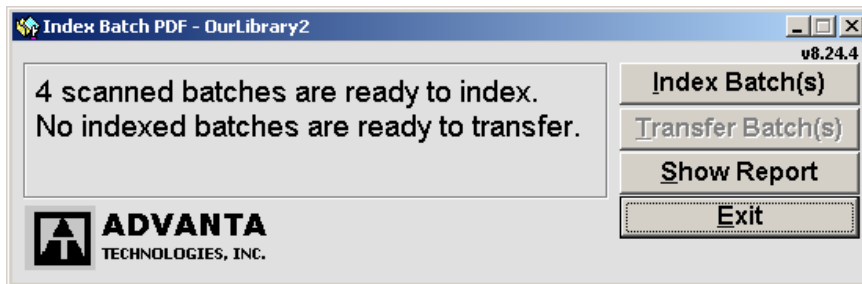 Index Batch PDF - OurLibrary2
v8.24.4
4 scanned batches are ready to index.
No indexed batches are ready to transfer.
Index Batch(s)
Transfer Batch(s)
Show Report
Exit
ADVANTA
TECHNOLOGIES, INC.